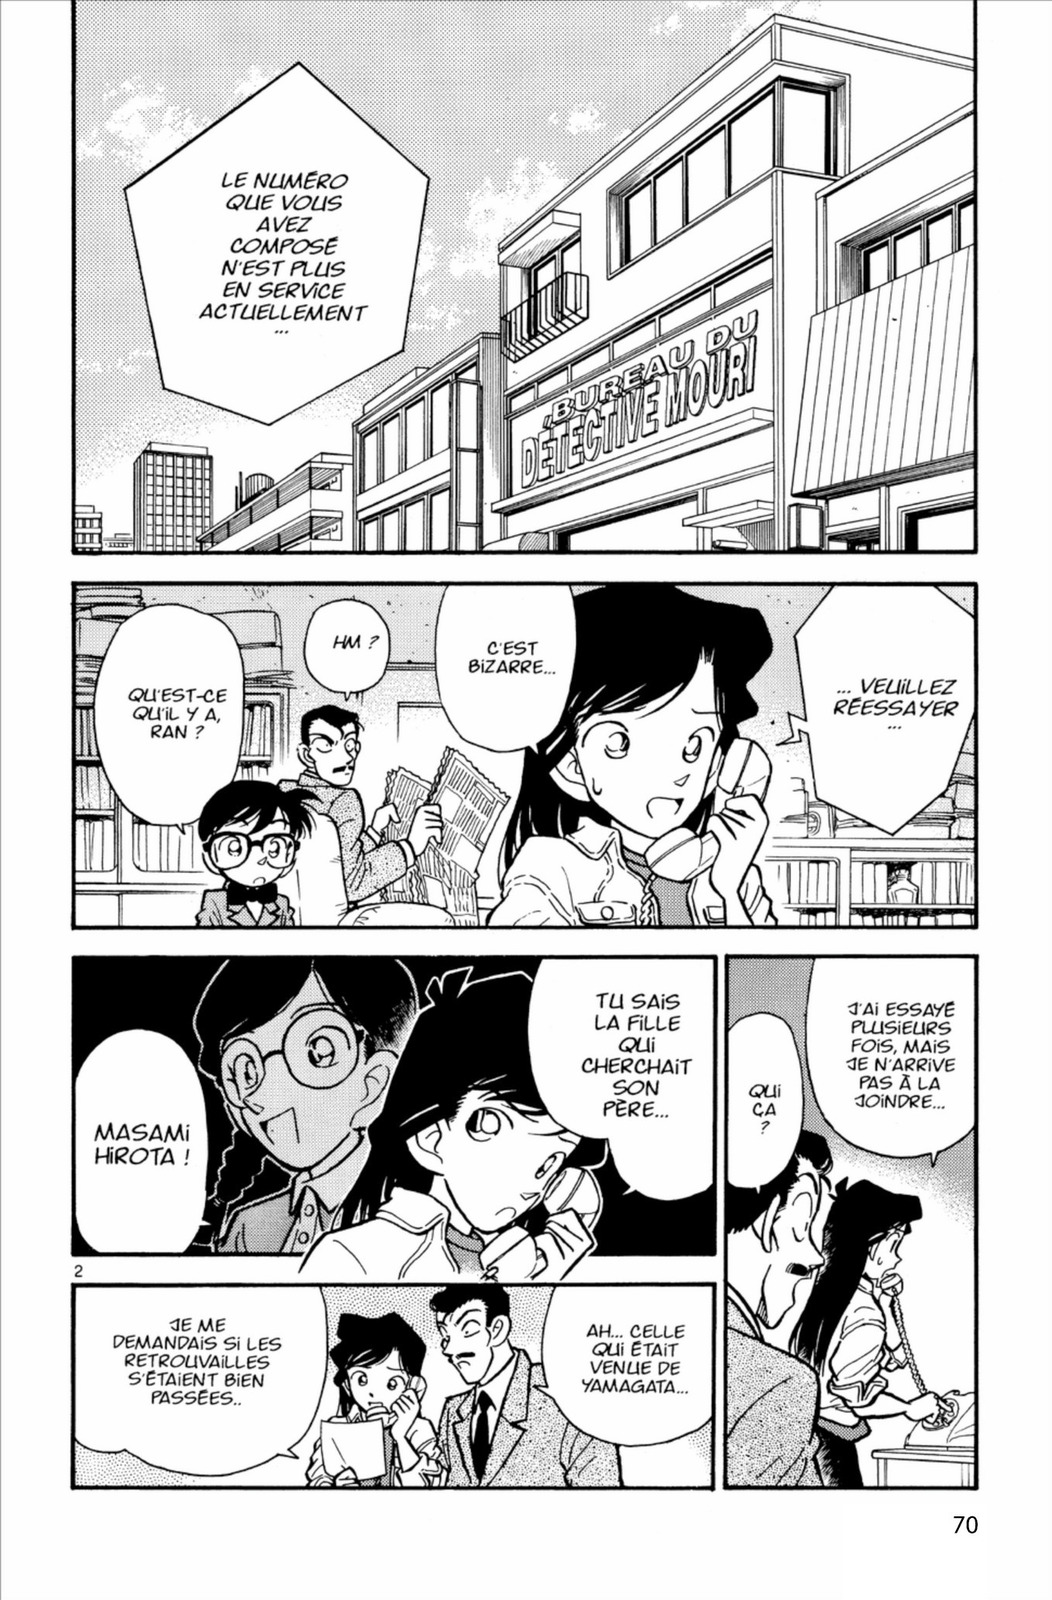 LE NUMÉRO
QUE VOUS
AVEZ
COMPOSÉ
N'EST PLUS
EN SERVICE
ACTUELLEMENT
...
BUREAU DU
DÉTECTIVE MOURI
... VEUILLEZ
RÉESSAYER
...
C'EST
BIZARRE...
HM ?
QU'EST-CE
QU'IL Y A,
RAN ?
J'AI ESSAYÉ
PLUSIEURS
FOIS, MAIS
JE N'ARRIVE
PAS À LA
JOINDRE...
QUI
ÇA
?
TU SAIS
LA FILLE
QUI
CHERCHAIT
SON
PÈRE...
MASAMI
HIROTA !
2
AH... CELLE
QUI ÉTAIT
VENUE DE
YAMAGATA...
JE ME
DEMANDAIS SI LES
RETROUVAILLES
S'ÉTAIENT BIEN
PASSÉES..
70